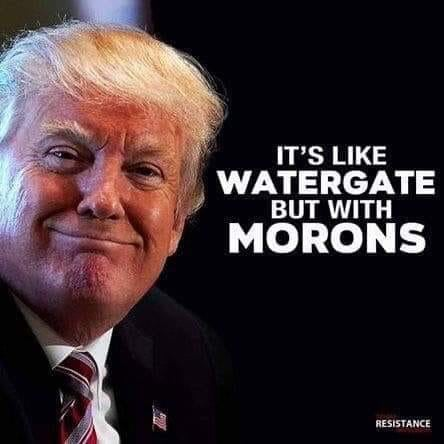 IT'S LIKE
WATERGATE
BUT WITH
MORONS
RESISTANCE